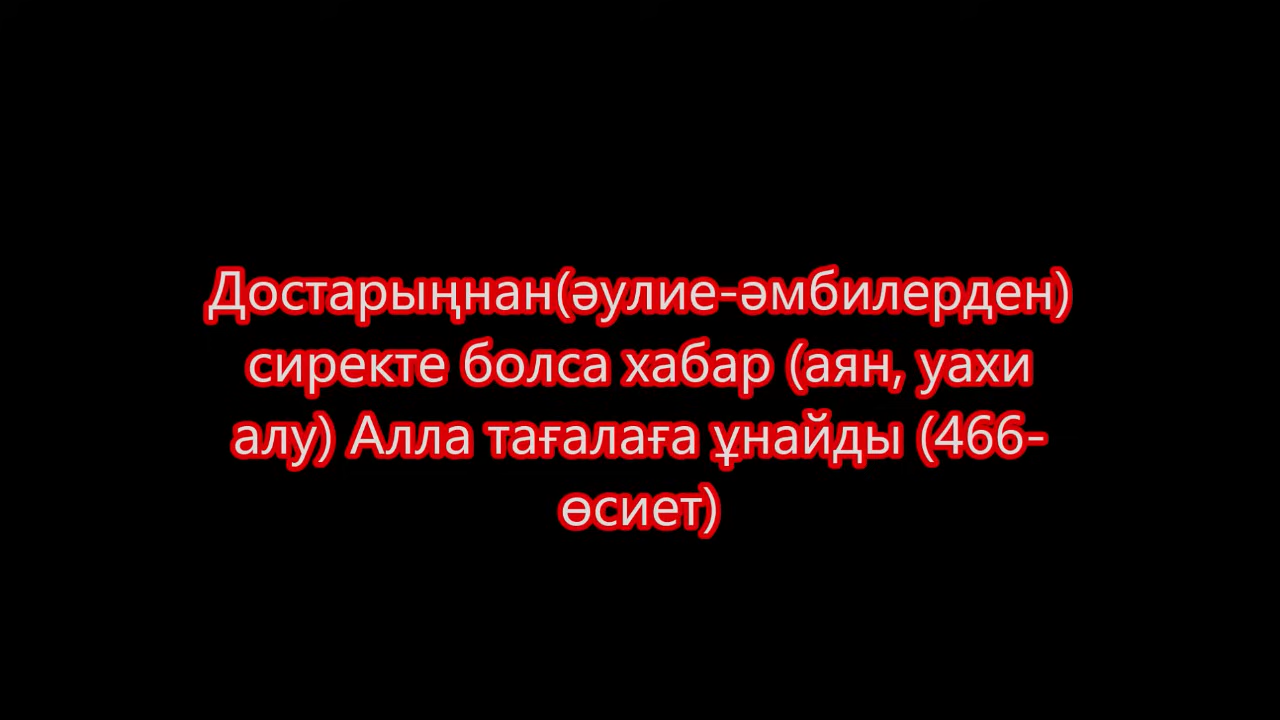 Достарыңнан(әулие-әмбилерден)
сиректе болса хабар (аян, уахи
алу) Алла тағалаға ұнайды (466-
өсиет)